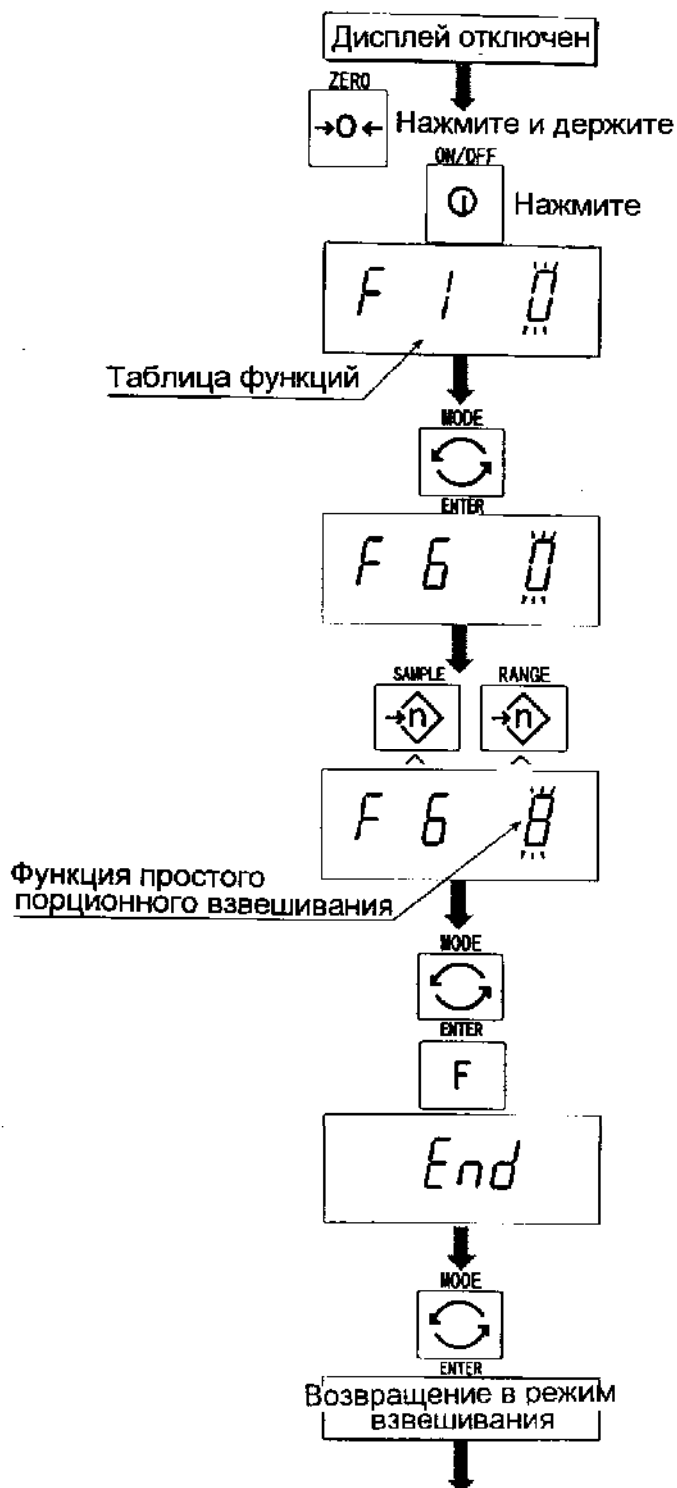 Дисплей отключен
ZERO
→0← Нажмите и держите
ON/OFF
Нажмите
F 1 0
Таблица функций
MODE
ENTER
F 6 0
SAMPLE RANGE
→n →n
F 6 8
Функция простого
порционного взвешивания
MODE
ENTER
F
End
MODE
ENTER
Возвращение в режим
взвешивания